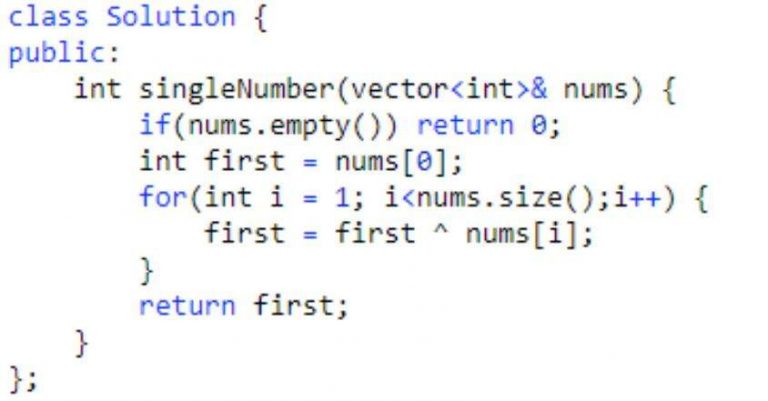 class Solution {
public:
    int singleNumber(vector<int>& nums) {
        if(nums.empty()) return 0;
        int first = nums[0];
        for(int i = 1; i<nums.size();i++) {
            first = first ^ nums[i];
        }
        return first;
    }
};